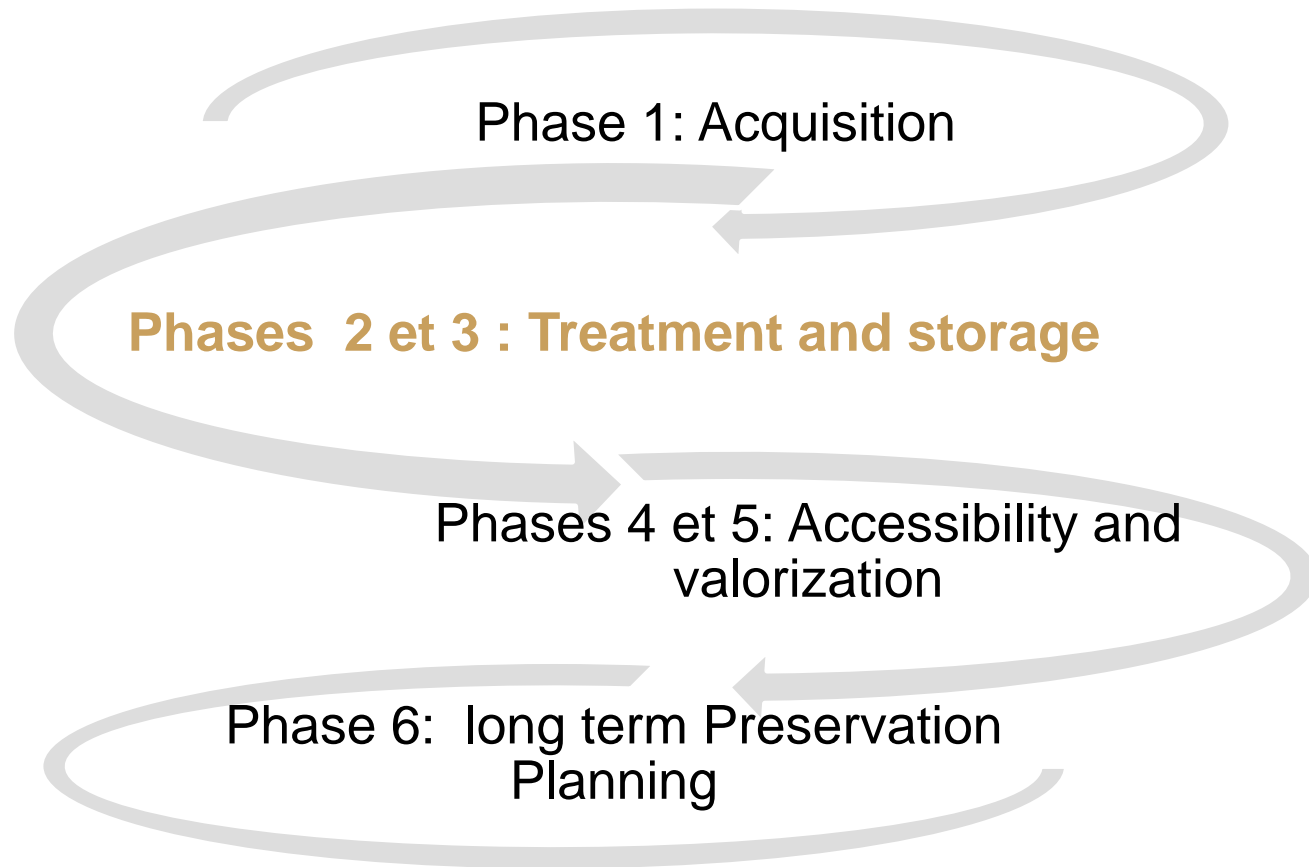 Phase 1: Acquisition
Phases  2 et 3 : Treatment and storage
Phases 4 et 5: Accessibility and
valorization
Phase 6:  long term Preservation
Planning